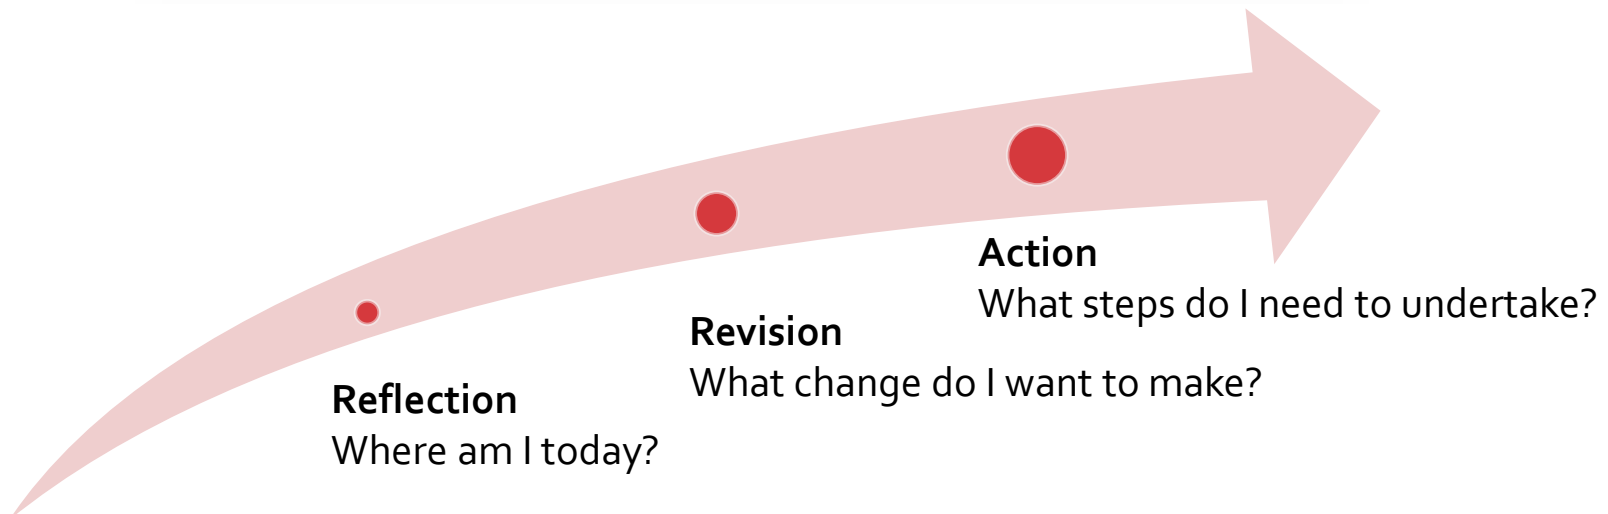 Reflection
Where am I today?
Revision
What change do I want to make?
Action
What steps do I need to undertake?